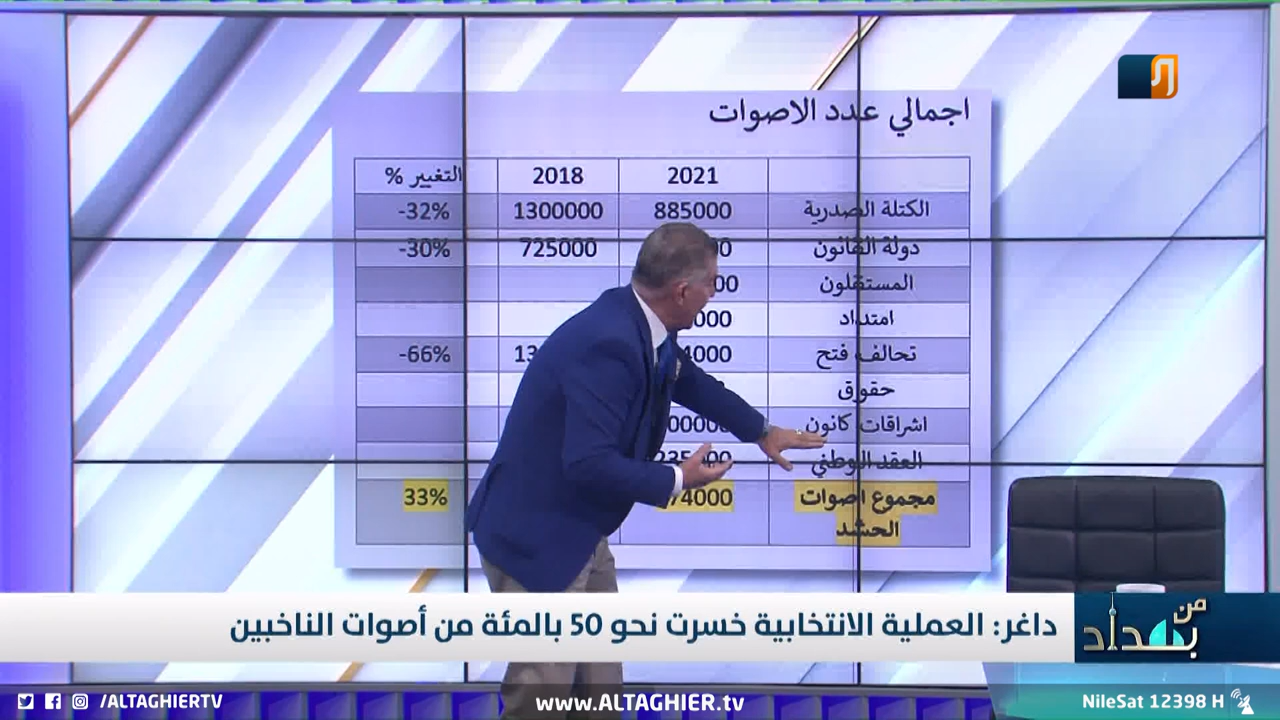 اجمالي عدد الاصوات
2021 2018 التغيير %
الكتلة الصدرية 885000 1300000 -32%
دولة القانون 725000 -30%
المستقلون
امتداد
تحالف فتح -66%
حقوق
اشراقات كانون
العقد الوطني
مجموع اصوات 33%
الحشد
داغر: العملية الانتخابية خسرت نحو 50 بالمئة من أصوات الناخبين
من بغداد
/ALTAGHIERTV
www.ALTAGHIER.tv
NileSat 12398 H